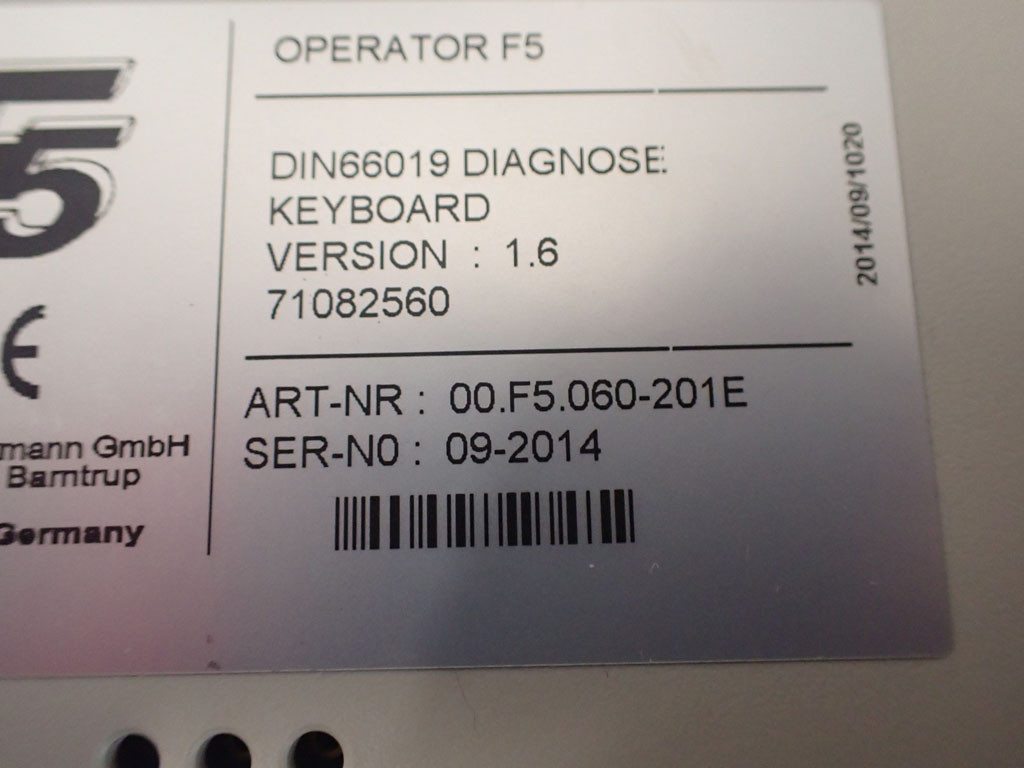 5
mann GmbH
Barntrup
Germany
OPERATOR F5
DIN66019 DIAGNOSE:
KEYBOARD
VERSION : 1.6
71082560
ART-NR : 00.F5.060-201E
SER-N0 : 09-2014
2014/09/1020